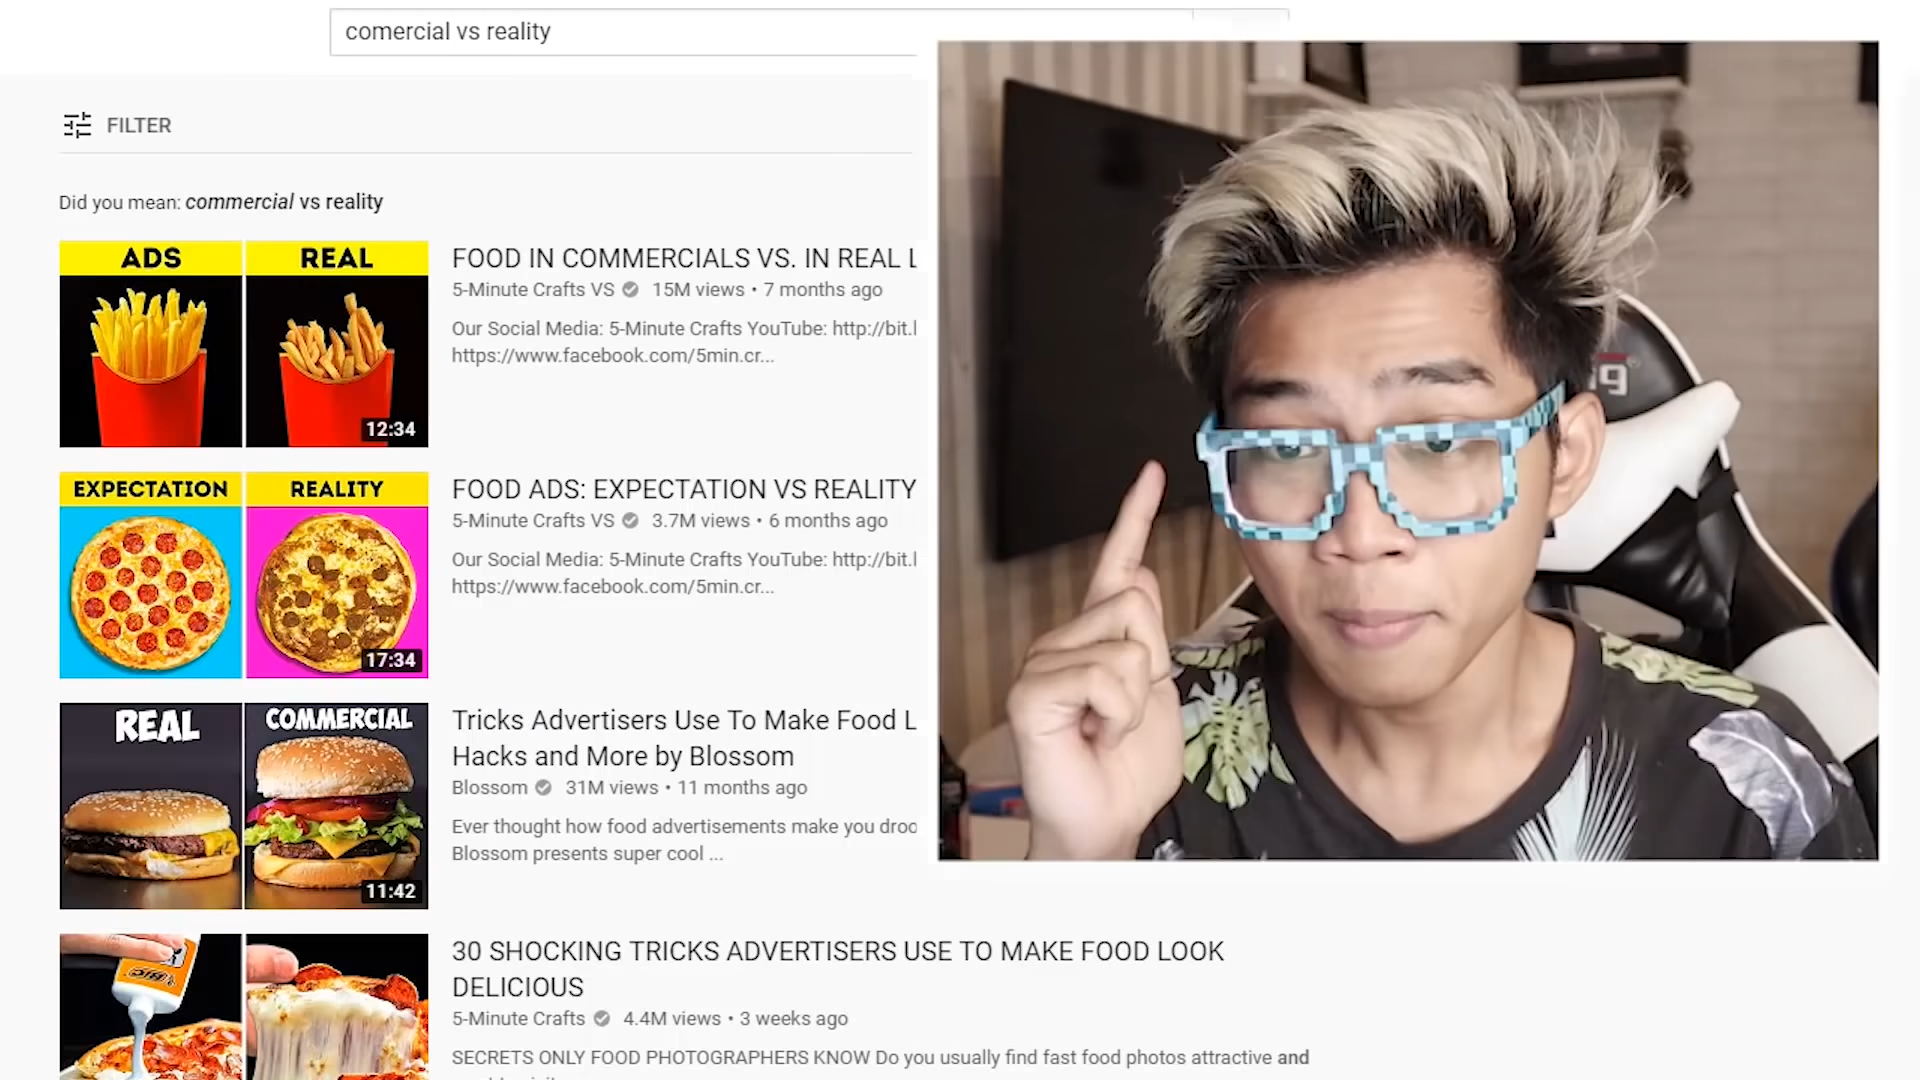 comercial vs reality
FILTER
Did you mean: commercial vs reality
ADS
REAL
12:34
FOOD IN COMMERCIALS VS. IN REAL L
5-Minute Crafts VS 15M views • 7 months ago
Our Social Media: 5-Minute Crafts YouTube: http://bit.l
https://www.facebook.com/5min.cr...
EXPECTATION
REALITY
17:34
FOOD ADS: EXPECTATION VS REALITY
5-Minute Crafts VS 3.7M views • 6 months ago
Our Social Media: 5-Minute Crafts YouTube: http://bit.l
https://www.facebook.com/5min.cr...
REAL
COMMERCIAL
11:42
Tricks Advertisers Use To Make Food L
Hacks and More by Blossom
Blossom 31M views • 11 months ago
Ever thought how food advertisements make you droo
Blossom presents super cool ...
BIC
30 SHOCKING TRICKS ADVERTISERS USE TO MAKE FOOD LOOK
DELICIOUS
5-Minute Crafts 4.4M views • 3 weeks ago
SECRETS ONLY FOOD PHOTOGRAPHERS KNOW Do you usually find fast food photos attractive and